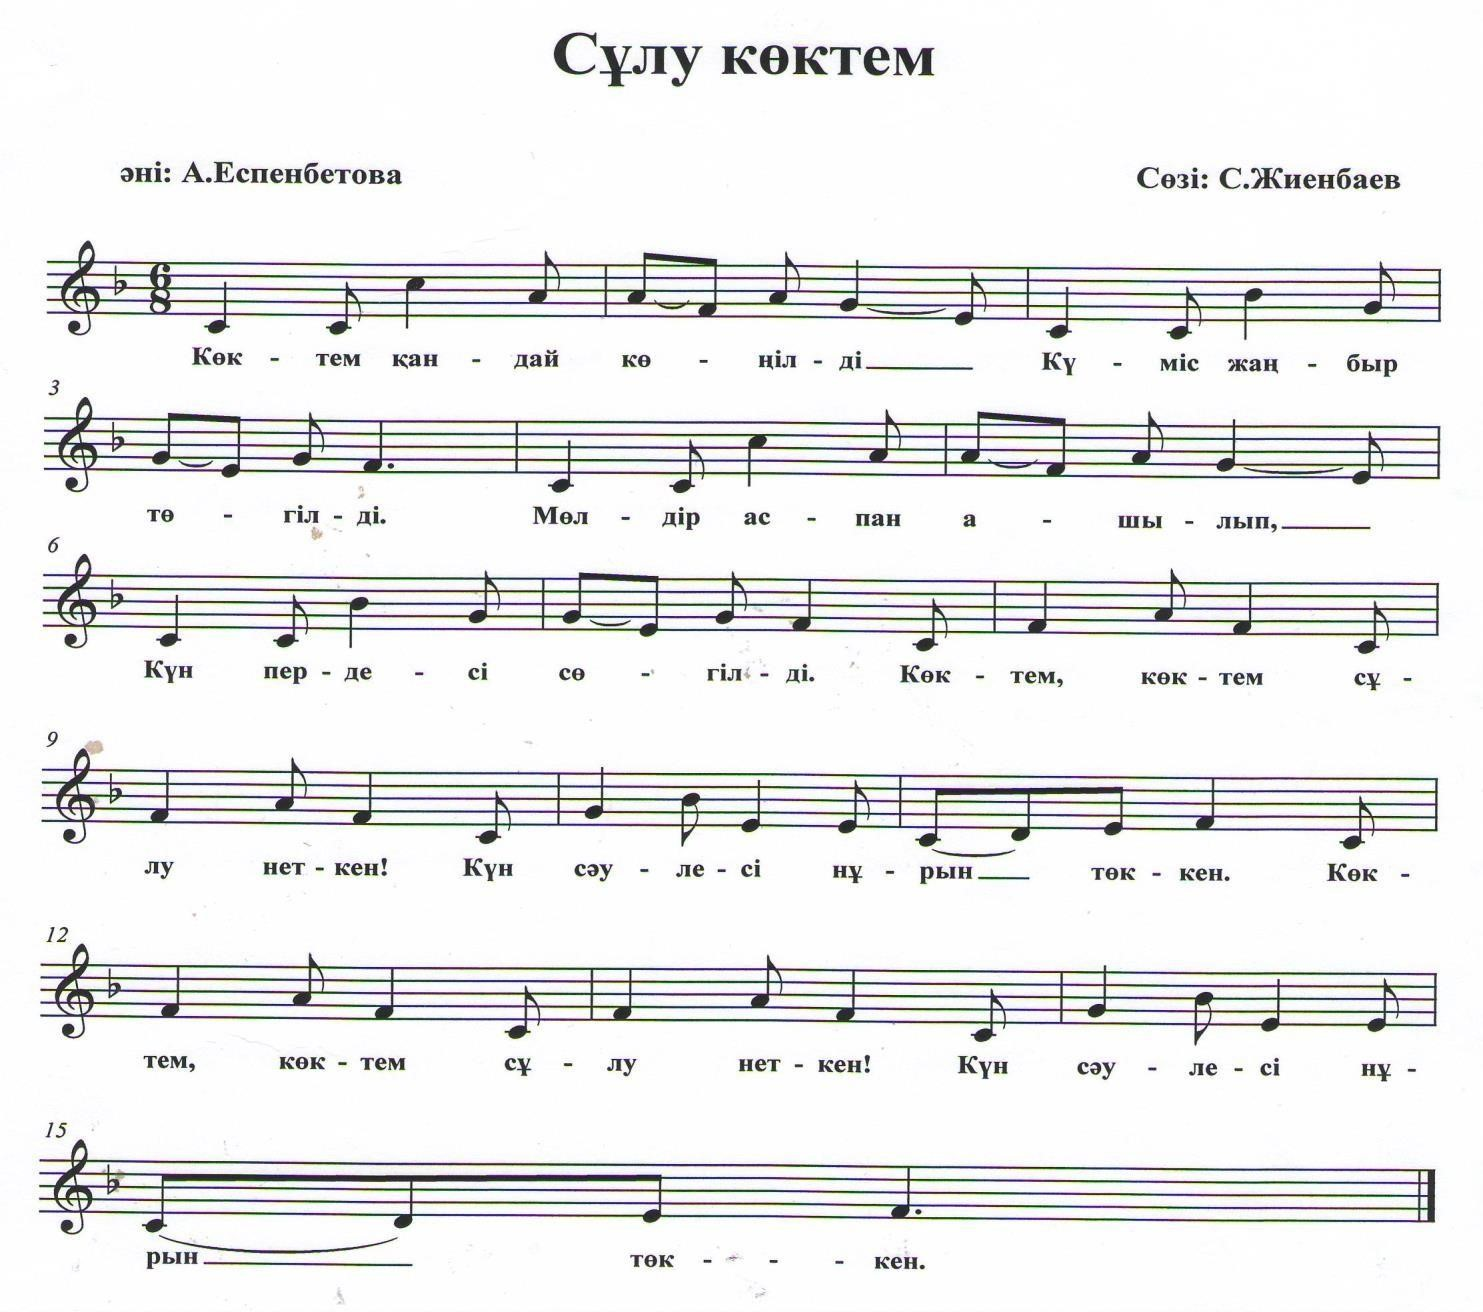 Сұлу көктем
әні: А.Еспенбетова
Сөзі: С.Жиенбаев
6
8
Көк - тем қан - дай кө - ңіл - ді Кү - міс жаң - быр
3
тө - гіл - ді. Мөл - дір ас - пан а - шы - лып,
6
Күн пер - де - сі сө - гіл - ді. Көк - тем, көк - тем сұ -
9
лу нет - кен! Күн сәу - ле - сі нұ - рын төк - кен. Көк -
12
тем, көк - тем сұ - лу нет - кен! Күн сәу - ле - сі нұ -
15
рын төк - - - кен.